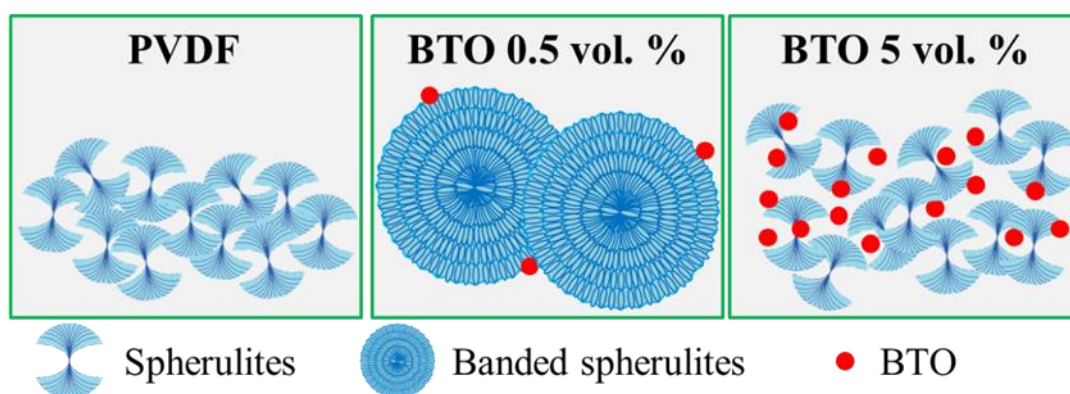 PVDF
BTO 0.5 vol. %
BTO 5 vol. %
Spherulites
Banded spherulites
BTO